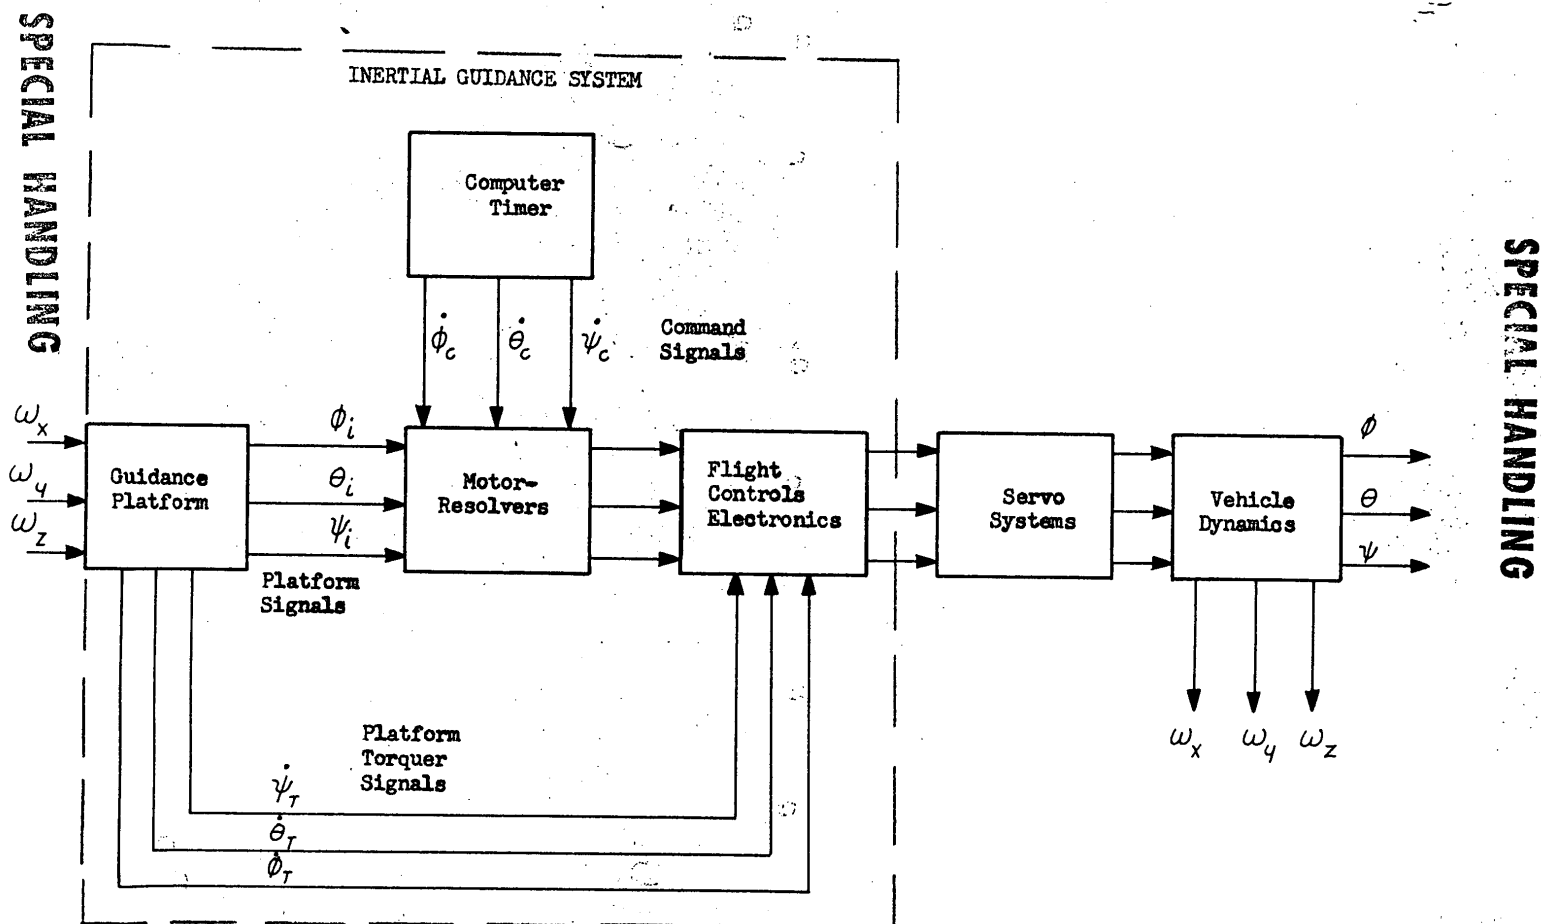 SPECIAL HANDLING
INERTIAL GUIDANCE SYSTEM
Computer
Timer
ϕ̇c θ̇c ψ̇c
Command
Signals
ωx
ωy
ωz
Guidance
Platform
ϕi
θi
ψi
Platform
Signals
Motor-
Resolvers
Flight
Controls
Electronics
Servo
Systems
Vehicle
Dynamics
ϕ
θ
ψ
ωx ωy ωz
Platform
Torquer
Signals
ψ̇T
θ̇T
ϕ̇T
SPECIAL HANDLING